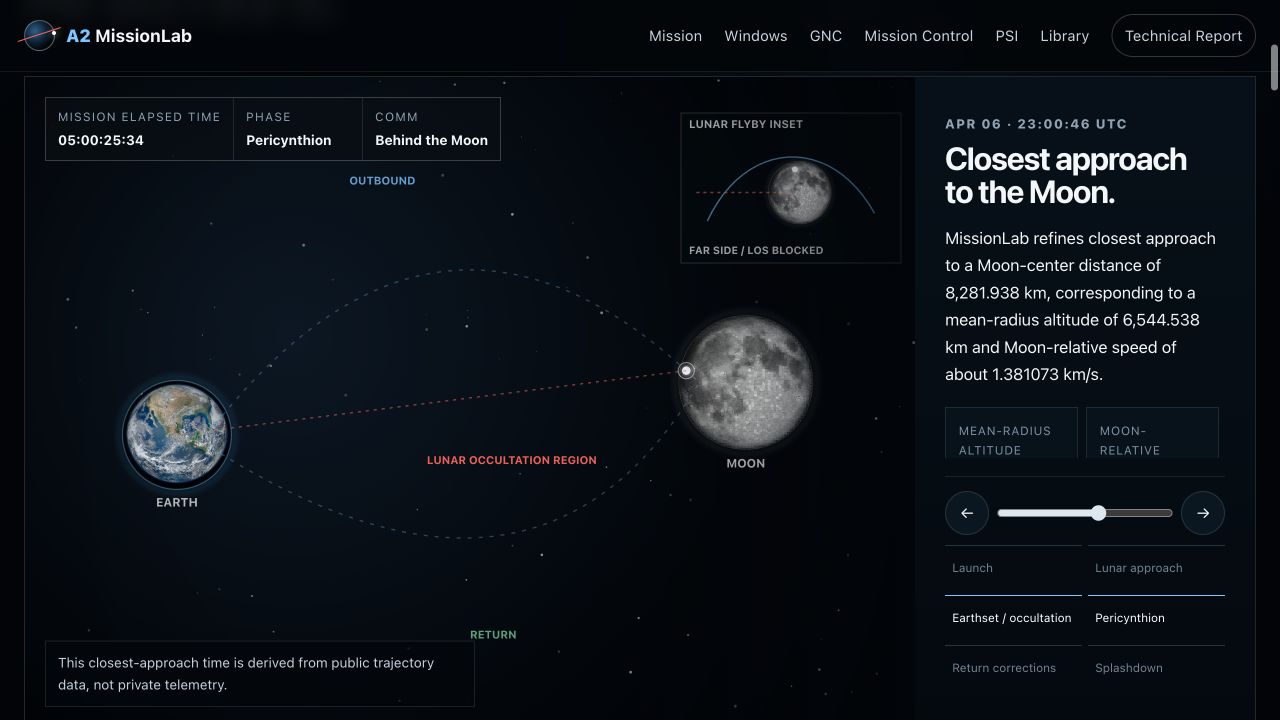 A2 MissionLab
Mission
Windows
GNC
Mission Control
PSI
Library
Technical Report
MISSION ELAPSED TIME
05:00:25:34
PHASE
Pericynthion
COMM
Behind the Moon
OUTBOUND
LUNAR FLYBY INSET
FAR SIDE / LOS BLOCKED
LUNAR OCCULTATION REGION
MOON
EARTH
RETURN
This closest-approach time is derived from public trajectory
data, not private telemetry.
APR 06 · 23:00:46 UTC
Closest approach
to the Moon.
MissionLab refines closest approach
to a Moon-center distance of
8,281.938 km, corresponding to a
mean-radius altitude of 6,544.538
km and Moon-relative speed of
about 1.381073 km/s.
MEAN-RADIUS
ALTITUDE
MOON-
RELATIVE
←
→
Launch
Lunar approach
Earthset / occultation
Pericynthion
Return corrections
Splashdown